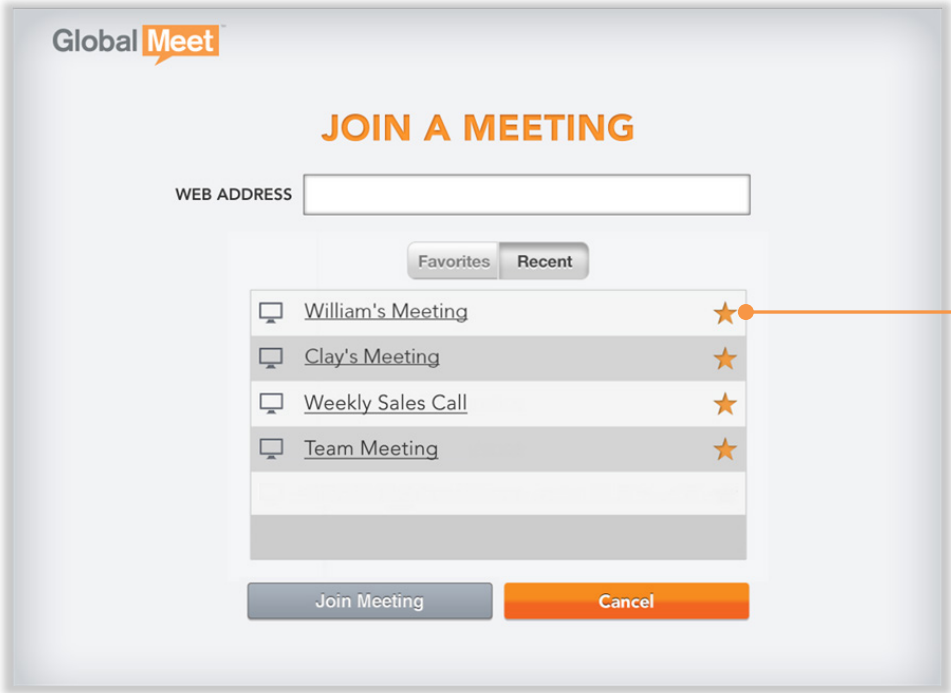 Global Meet™
JOIN A MEETING
WEB ADDRESS
Favorites Recent
William's Meeting
Clay's Meeting
Weekly Sales Call
Team Meeting
Join Meeting Cancel